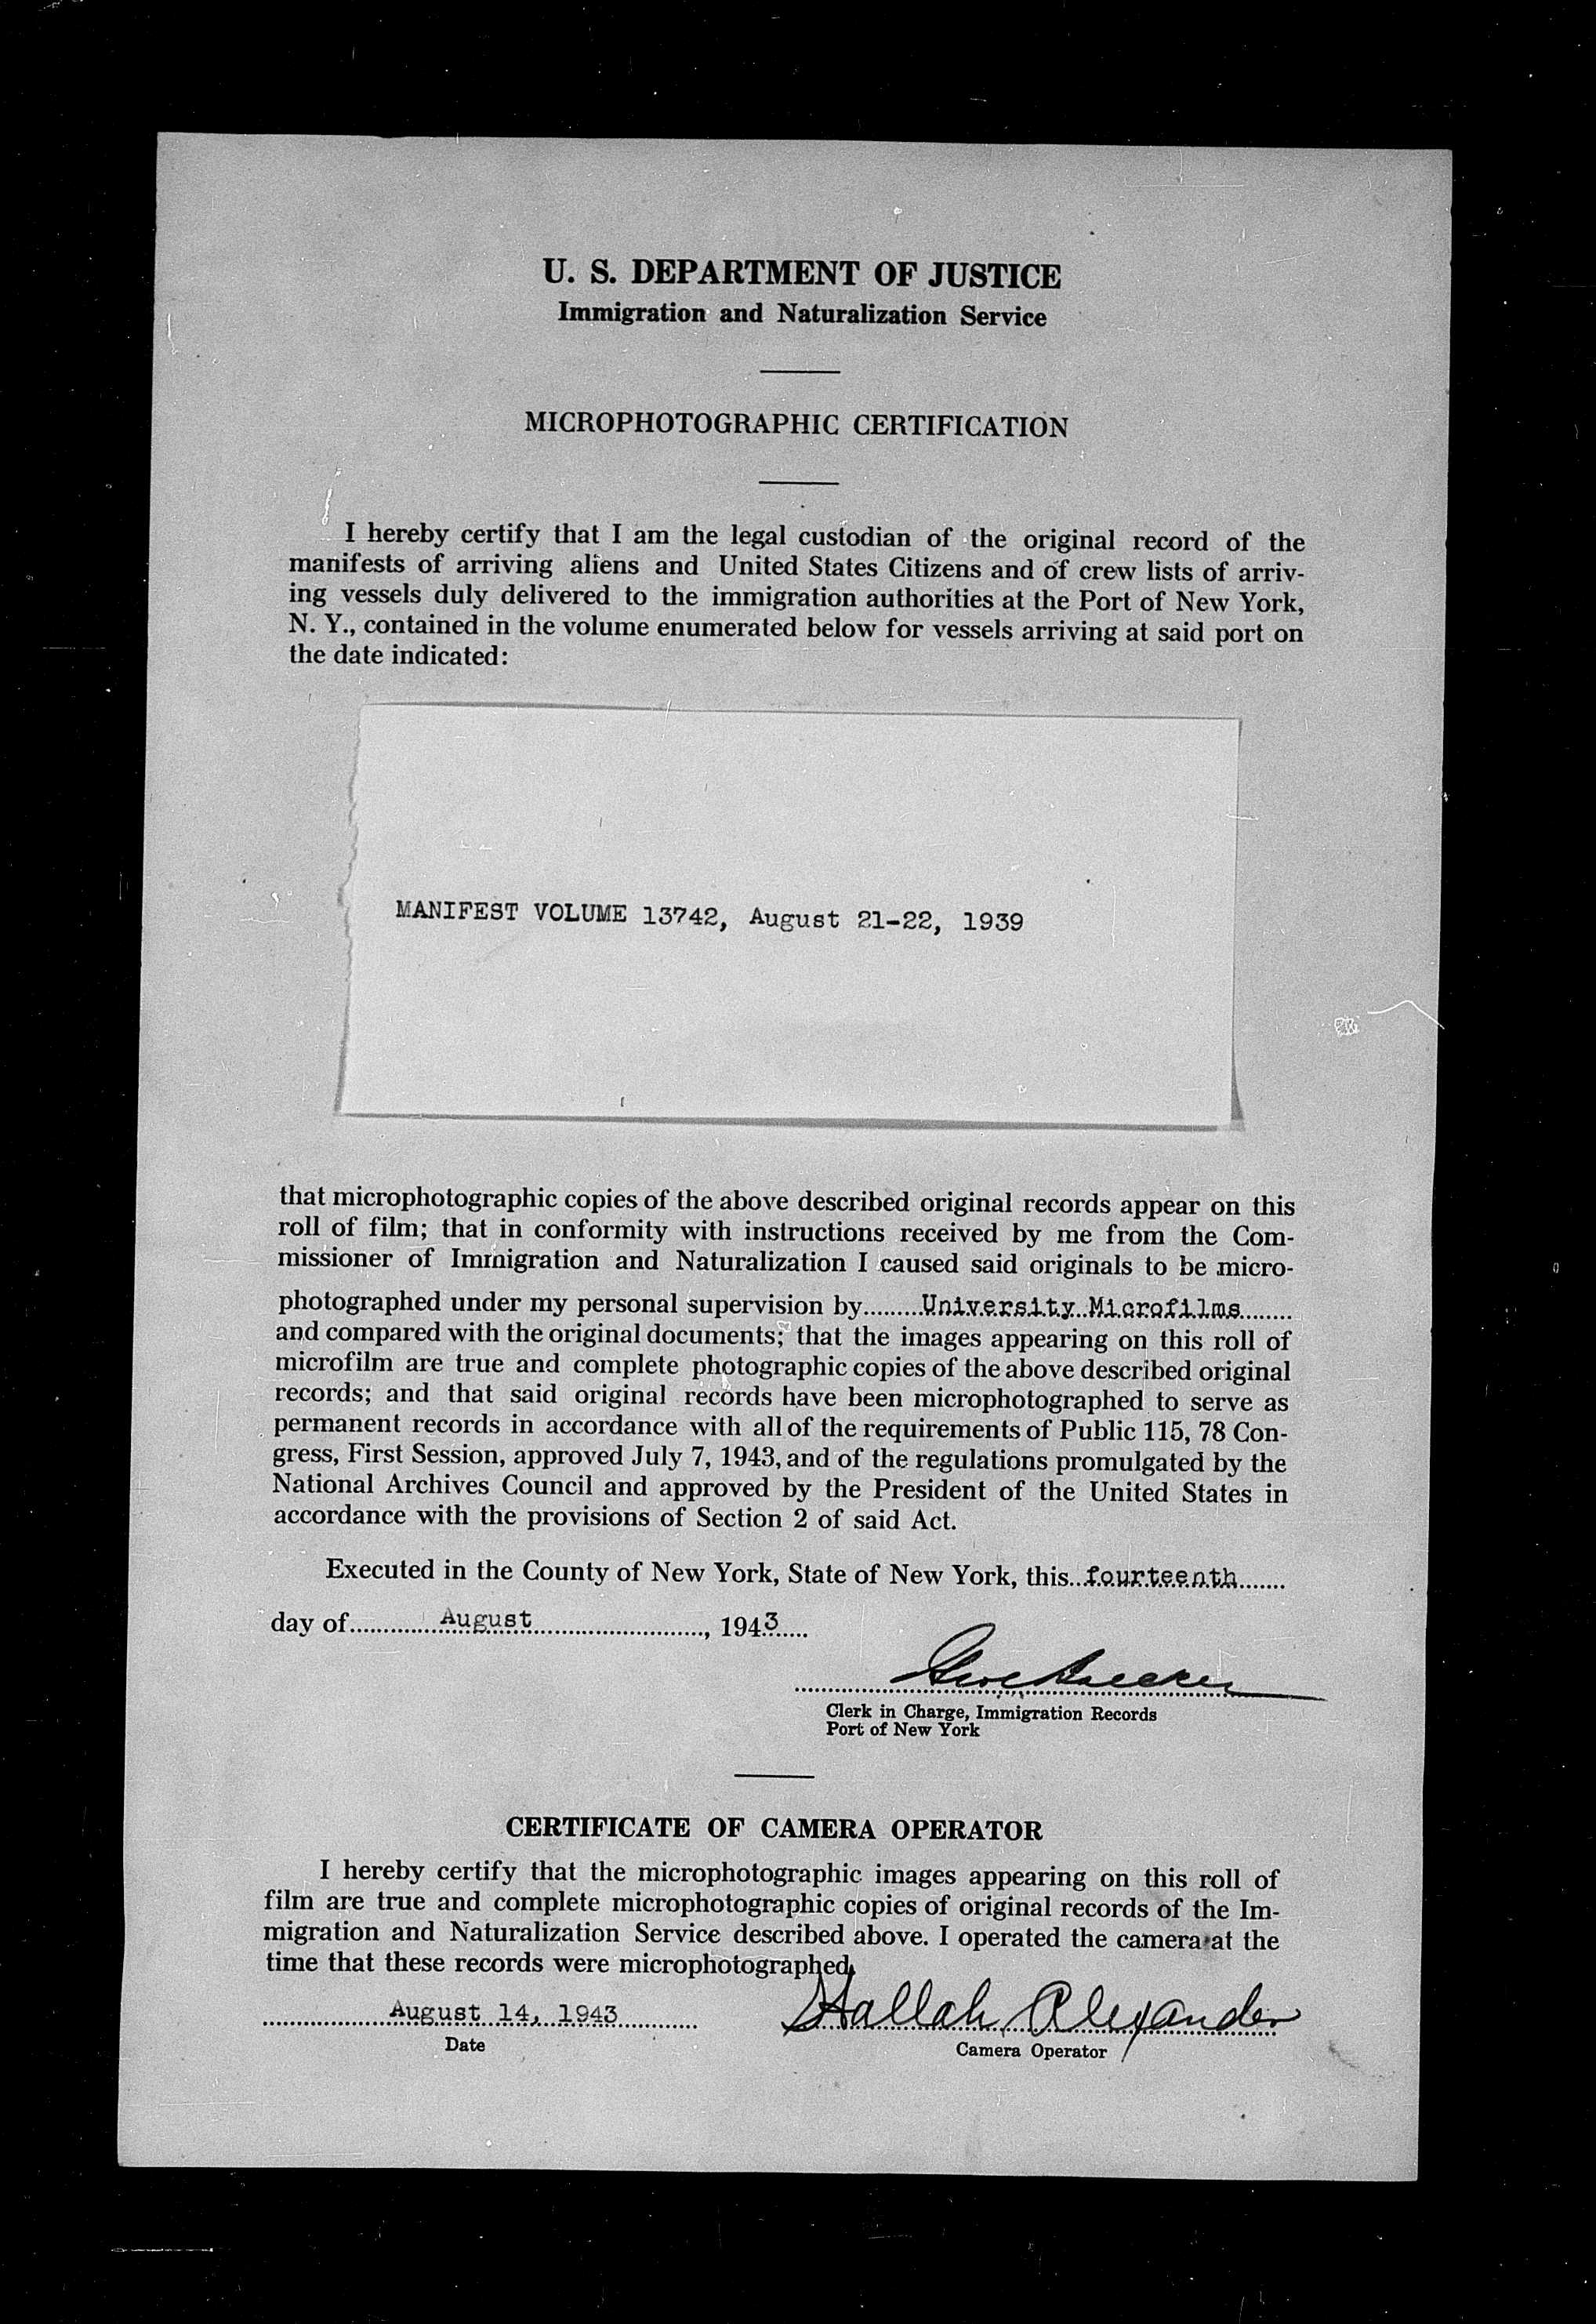 U. S. DEPARTMENT OF JUSTICE
Immigration and Naturalization Service
MICROPHOTOGRAPHIC CERTIFICATION
I hereby certify that I am the legal custodian of the original record of the
manifests of arriving aliens and United States Citizens and of crew lists of arriv-
ing vessels duly delivered to the immigration authorities at the Port of New York,
N. Y., contained in the volume enumerated below for vessels arriving at said port on
the date indicated:
MANIFEST VOLUME 13742, August 21-22, 1939
that microphotographic copies of the above described original records appear on this
roll of film; that in conformity with instructions received by me from the Com-
missioner of Immigration and Naturalization I caused said originals to be micro-
photographed under my personal supervision by University Microfilms
and compared with the original documents; that the images appearing on this roll of
microfilm are true and complete photographic copies of the above described original
records; and that said original records have been microphotographed to serve as
permanent records in accordance with all of the requirements of Public 115, 78 Con-
gress, First Session, approved July 7, 1943, and of the regulations promulgated by the
National Archives Council and approved by the President of the United States in
accordance with the provisions of Section 2 of said Act.
Executed in the County of New York, State of New York, this fourteenth
day of August, 1943
Clerk in Charge, Immigration Records
Port of New York
CERTIFICATE OF CAMERA OPERATOR
I hereby certify that the microphotographic images appearing on this roll of
film are true and complete microphotographic copies of original records of the Im-
migration and Naturalization Service described above. I operated the camera at the
time that these records were microphotographed.
August 14, 1943 Hallah Alexander
Date
Camera Operator